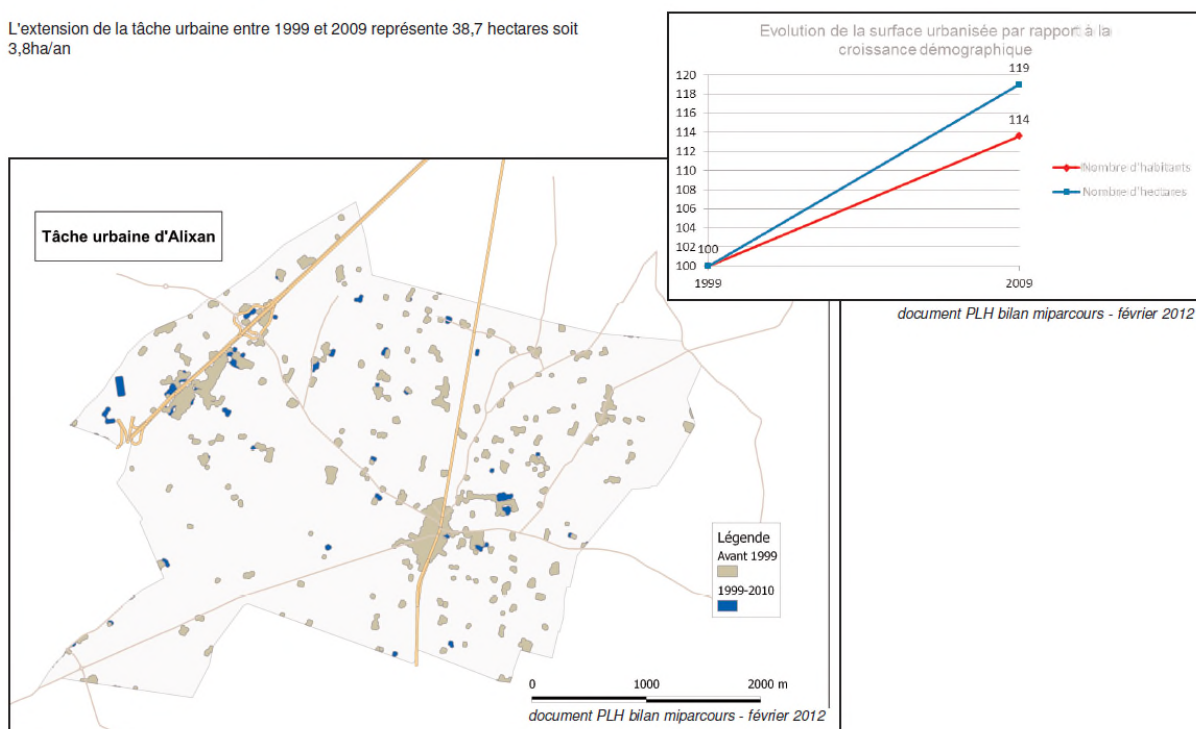 L'extension de la tâche urbaine entre 1999 et 2009 représente 38,7 hectares soit
3,8ha/an
Evolution de la surface urbanisée par rapport à la
croissance démographique
120
118
116
114
112
110
108
106
104
102
100
100
119
114
1999
2009
Nombre d'habitants
Nombre d'hectares
document PLH bilan miparcours - février 2012
Tâche urbaine d'Alixan
Légende
Avant 1999
1999-2010
0 1000 2000 m
document PLH bilan miparcours - février 2012